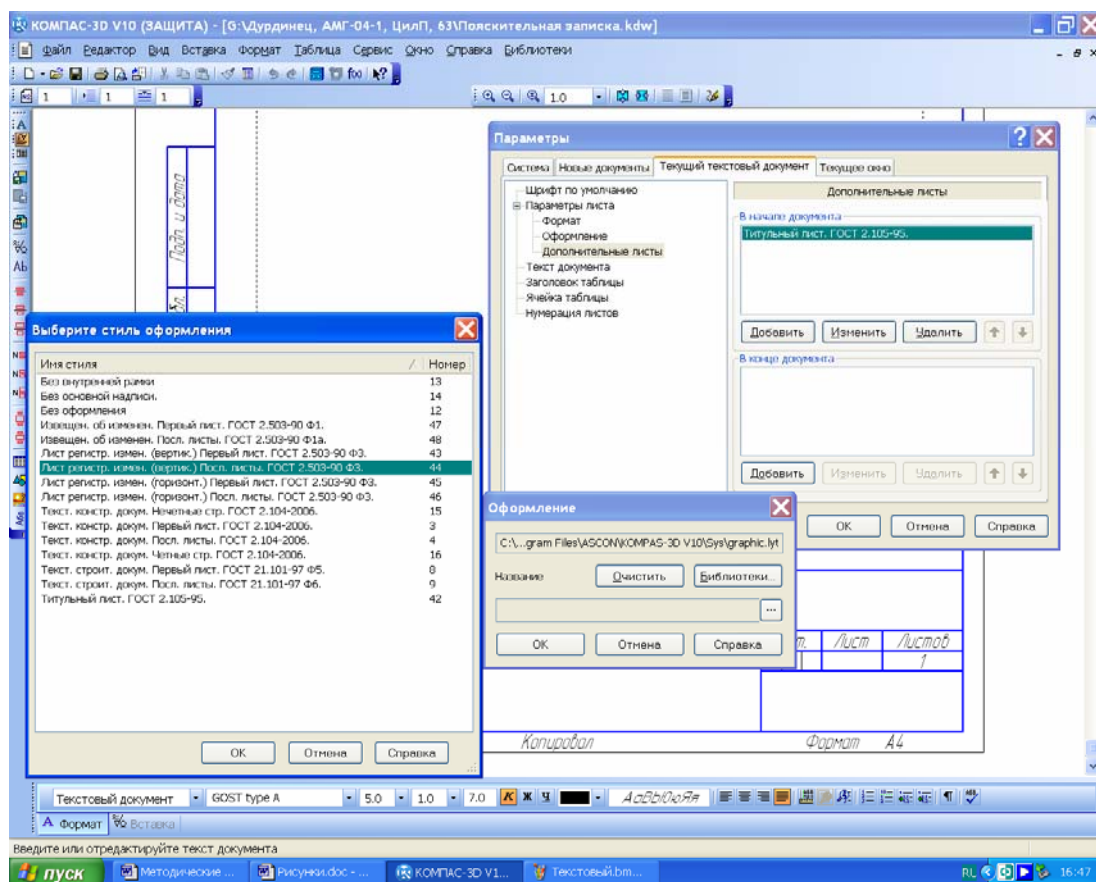 КОМПАС-3D V10 (ЗАЩИТА) - [G:\Дурдинец, АМГ-04-1, ЦилП, 63\Пояскительная записка.kdw]
Файл Редактор Вид Вставка Формат Таблица Сервис Окно Справка Библиотеки
1 1 1 1.0
Параметры
Система Новые документы Текущий текстовый документ Текущее окно
Шрифт по умолчанию
Параметры листа
Формат
Оформление
Дополнительные листы
Текст документа
Заголовок таблицы
Ячейка таблицы
Нумерация листов
Дополнительные листы
В начале документа
Титульный лист. ГОСТ 2.105-95.
Добавить Изменить Удалить
В конце документа
Добавить Изменить Удалить
OK Отмена Справка
Подп. и дата
Выберите стиль оформления
Имя стиля Номер
Без внутренней рамки 13
Без основной надписи. 14
Без оформления 12
Извещен. об изменен. Первый лист. ГОСТ 2.503-90 Ф1. 47
Извещен. об изменен. Посл. листы. ГОСТ 2.503-90 Ф1а. 48
Лист регистр. измен. (вертик.) Первый лист. ГОСТ 2.503-90 Ф3. 43
Лист регистр. измен. (вертик.) Посл. листы. ГОСТ 2.503-90 Ф3. 44
Лист регистр. измен. (горизонт.) Первый лист. ГОСТ 2.503-90 Ф3. 45
Лист регистр. измен. (горизонт.) Посл. листы. ГОСТ 2.503-90 Ф3. 46
Текст. констр. докум. Нечетные стр. ГОСТ 2.104-2006. 15
Текст. констр. докум. Первый лист. ГОСТ 2.104-2006. 3
Текст. констр. докум. Посл. листы. ГОСТ 2.104-2006. 4
Текст. констр. докум. Четные стр. ГОСТ 2.104-2006. 16
Текст. строит. докум. Первый лист. ГОСТ 21.101-97 Ф5. 8
Текст. строит. докум. Посл. листы. ГОСТ 21.101-97 Ф6. 9
Титульный лист. ГОСТ 2.105-95. 42
OK Отмена Справка
Оформление
C:\...gram Files\ASCON\KOMPAS-3D V10\Sys\graphic.lyt
Название Очистить Библиотеки...
...
OK Отмена Справка
т. Лист Листов
1
Копировал Формат А4
Текстовый документ GOST type A 5.0 1.0 7.0 К Ж Ч АаВbIОюЯя
Формат Вставка
Введите или отредактируйте текст документа
пуск Методические ... Рисунки.doc - ... КОМПАС-3D V1... Текстовый.bm... RL 16:47